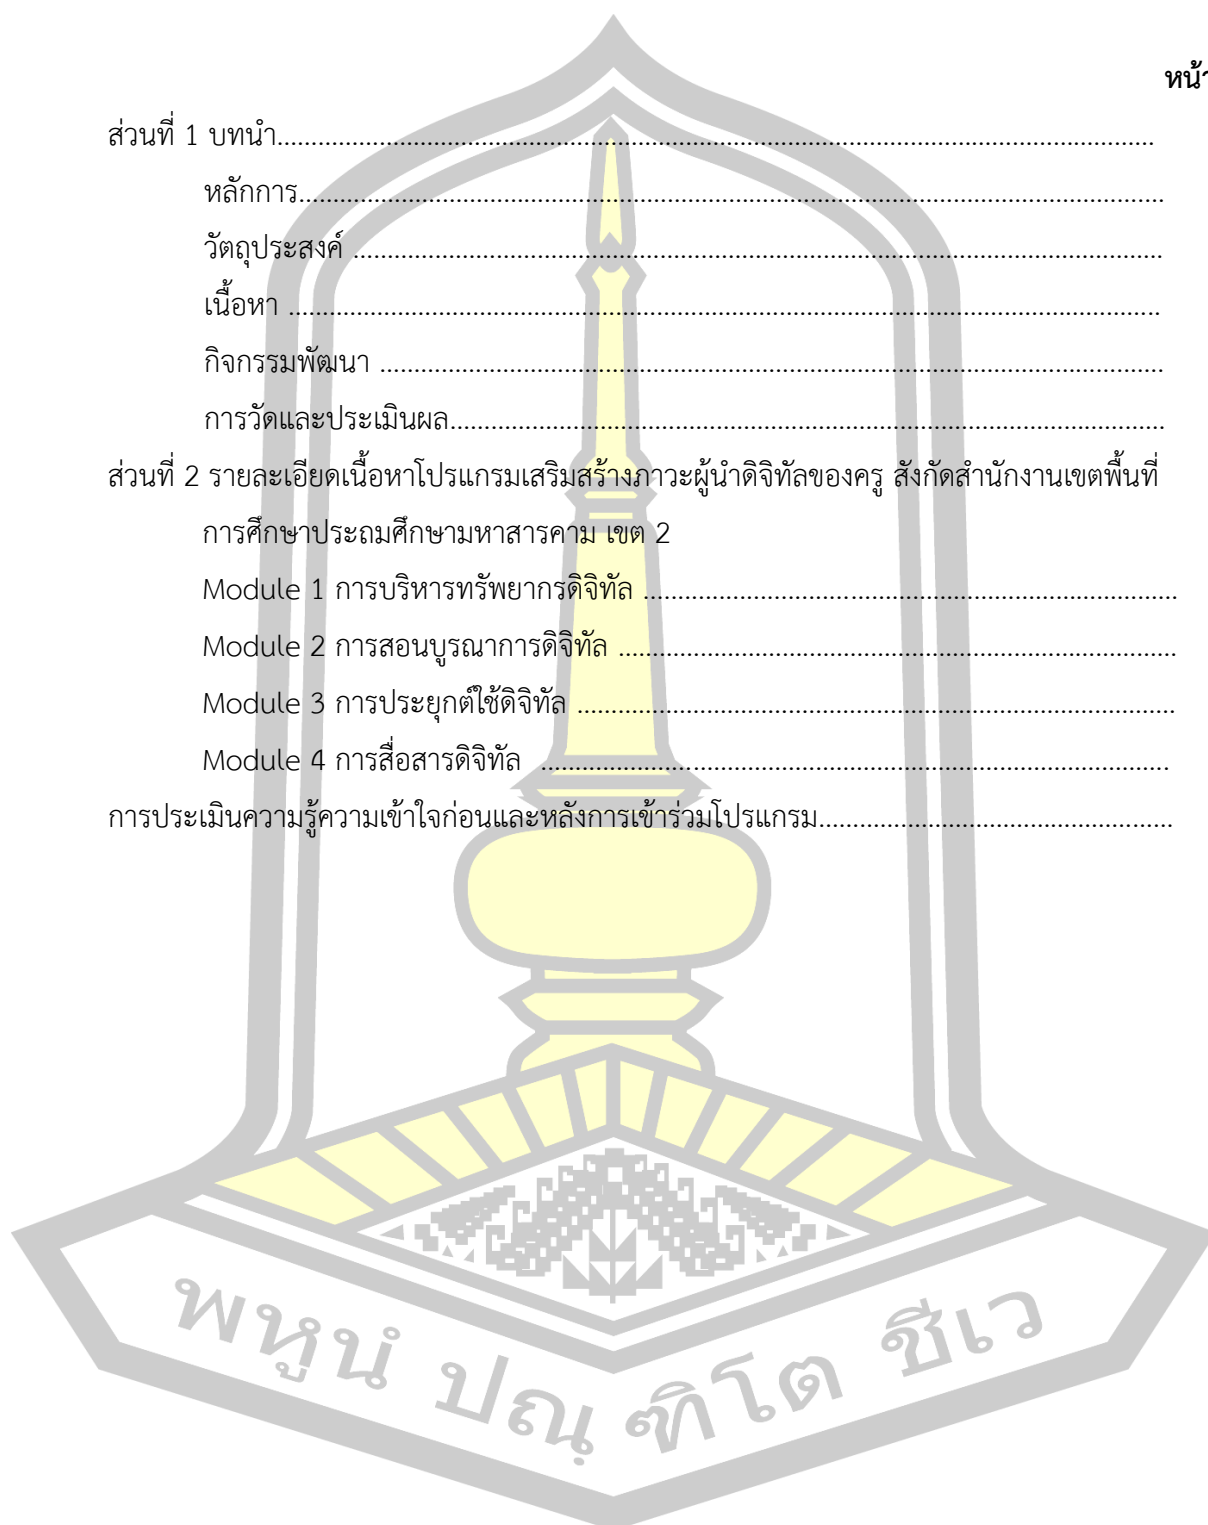 หน้า
ส่วนที่ 1 บทนำ..........................................................................................................................
หลักการ..........................................................................................................................
วัตถุประสงค์ ..................................................................................................................
เนื้อหา ...........................................................................................................................
กิจกรรมพัฒนา ..............................................................................................................
การวัดและประเมินผล.....................................................................................................
ส่วนที่ 2 รายละเอียดเนื้อหาโปรแกรมเสริมสร้างภาวะผู้นำดิจิทัลของครู สังกัดสำนักงานเขตพื้นที่
การศึกษาประถมศึกษามหาสารคาม เขต 2
Module 1 การบริหารทรัพยากรดิจิทัล ............................................................................
Module 2 การสอนบูรณาการดิจิทัล ...............................................................................
Module 3 การประยุกต์ใช้ดิจิทัล .....................................................................................
Module 4 การสื่อสารดิจิทัล ..........................................................................................
การประเมินความรู้ความเข้าใจก่อนและหลังการเข้าร่วมโปรแกรม..................................................
พหูนํ ปณฺฑิโต ชีเว